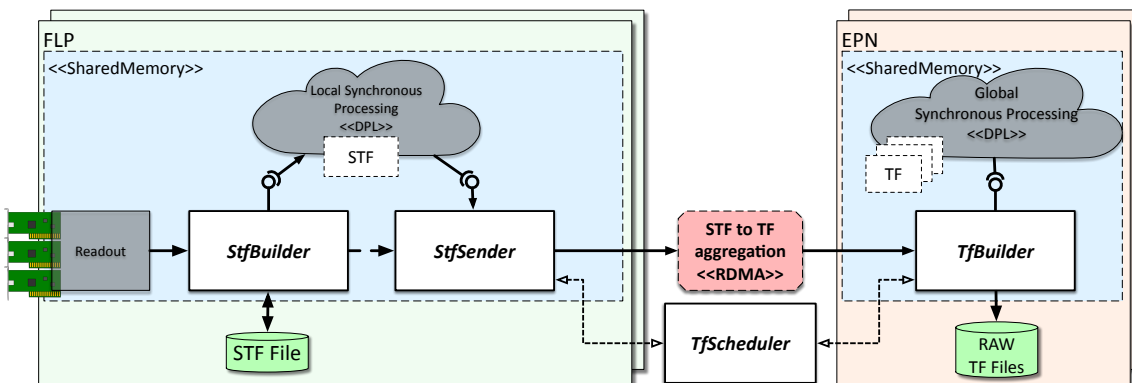 FLP
<<SharedMemory>>
Local Synchronous
Processing
<<DPL>>
STF
Readout
StfBuilder
StfSender
STF File
STF to TF
aggregation
<<RDMA>>
TfScheduler
EPN
<<SharedMemory>>
Global
Synchronous Processing
<<DPL>>
TF
TfBuilder
RAW
TF Files